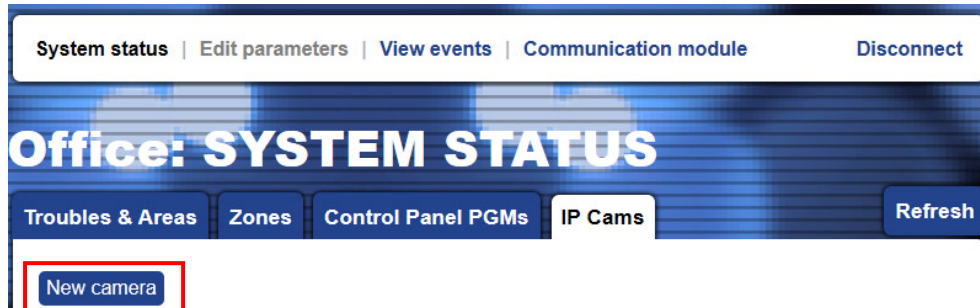 System status | Edit parameters | View events | Communication module Disconnect
Office: SYSTEM STATUS
Troubles & Areas Zones Control Panel PGMs IP Cams Refresh
New camera